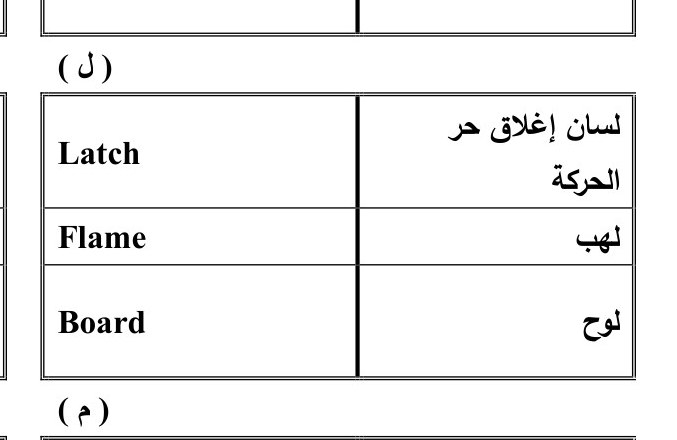 ( ل )
Latch
لسان إغلاق حر
الحركة
Flame
لهب
Board
لوح
( م )